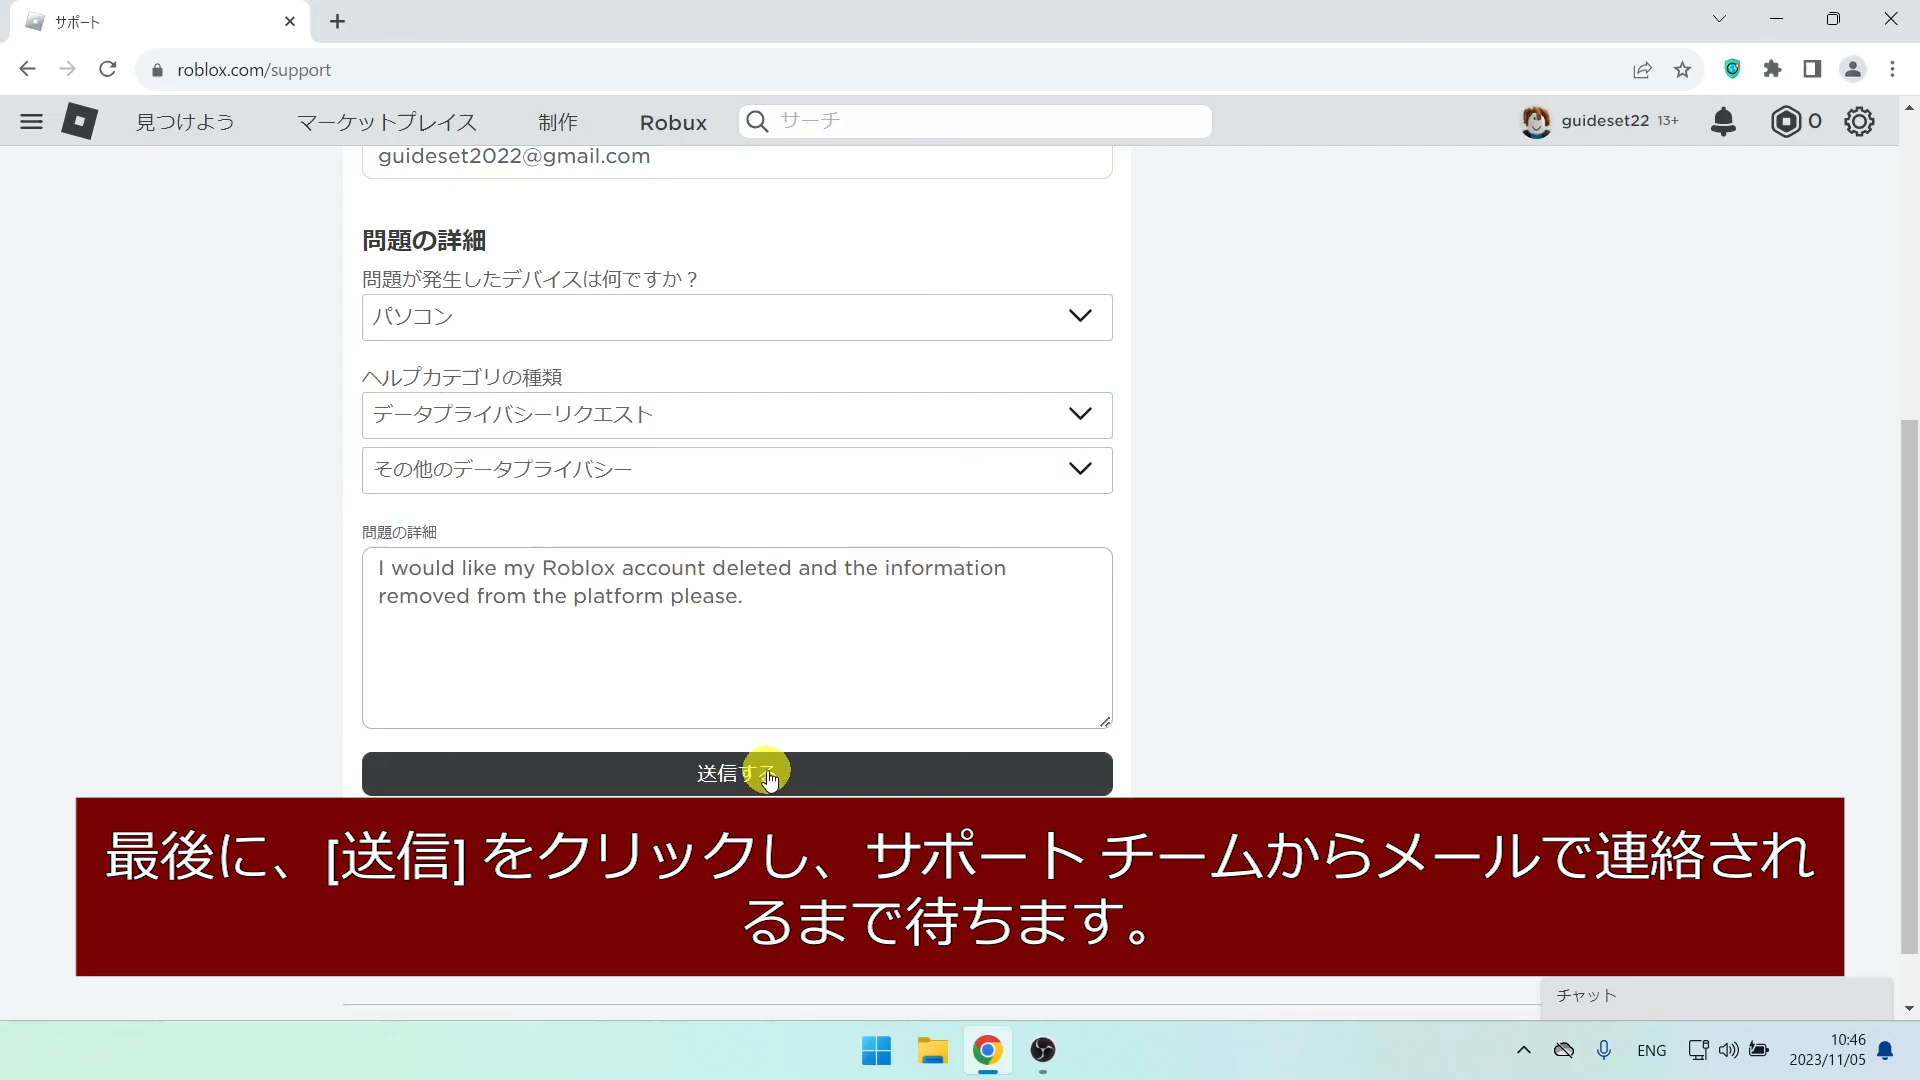 サポート
roblox.com/support
見つけよう
マーケットプレイス
制作
Robux
サーチ
guideset22 13+
0
guideset2022@gmail.com
問題の詳細
問題が発生したデバイスは何ですか？
パソコン
ヘルプカテゴリの種類
データプライバシーリクエスト
その他のデータプライバシー
問題の詳細
I would like my Roblox account deleted and the information
removed from the platform please.
送信する
最後に、[送信] をクリックし、サポート チームからメールで連絡され
るまで待ちます。
チャット
ENG
10:46
2023/11/05